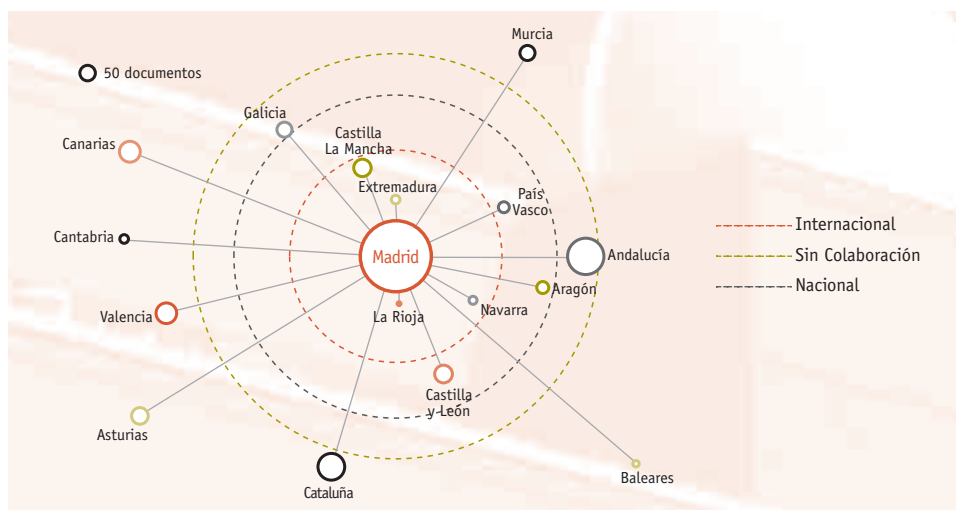 Murcia
50 documentos
Galicia
Canarias
Castilla
La Mancha
Extremadura
País
Vasco
Internacional
Cantabria
Madrid
Andalucía
Sin Colaboración
Aragón
Nacional
Navarra
Valencia
La Rioja
Castilla
y León
Asturias
Baleares
Cataluña